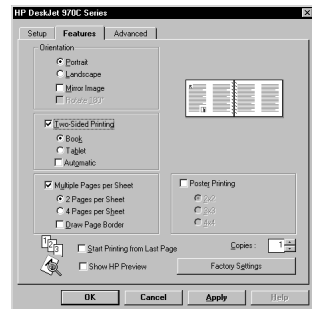 HP DeskJet 970C Series
Setup Features Advanced
Orientation
Portrait
Landscape
Mirror Image
Rotate 180°
Two-Sided Printing
Book
Tablet
Automatic
Multiple Pages per Sheet
2 Pages per Sheet
4 Pages per Sheet
Draw Page Border
Poster Printing
2x2
3x3
4x4
Start Printing from Last Page
Show HP Preview
Copies : 1
Factory Settings
OK Cancel Apply Help